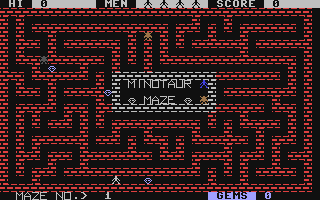 HI 0 MEN SCORE 0
MINOTAUR
MAZE
MAZE NO.> 1 GEMS 0